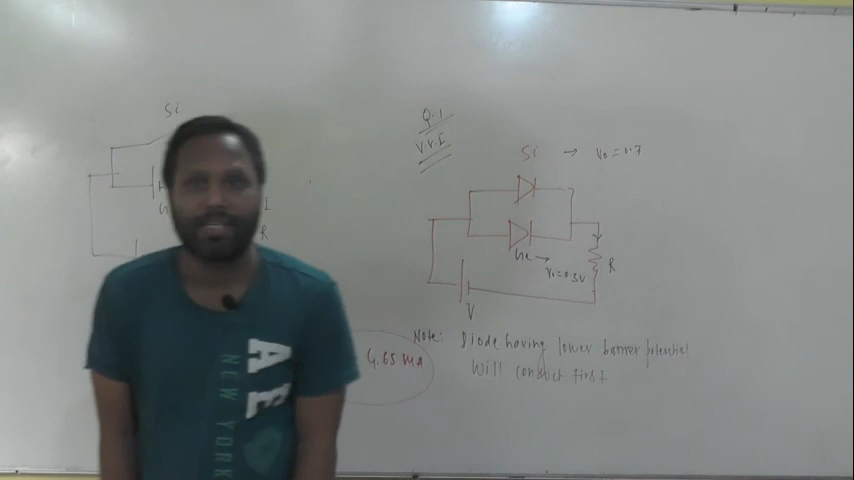 Si
I
R
Q.1
V.V.I
Si → V0 = 0.7
Ge → V0 = 0.3V
R
V
Note: Diode having lower barrier potential
will conduct first
4.65 mA
AE
NEW YORK